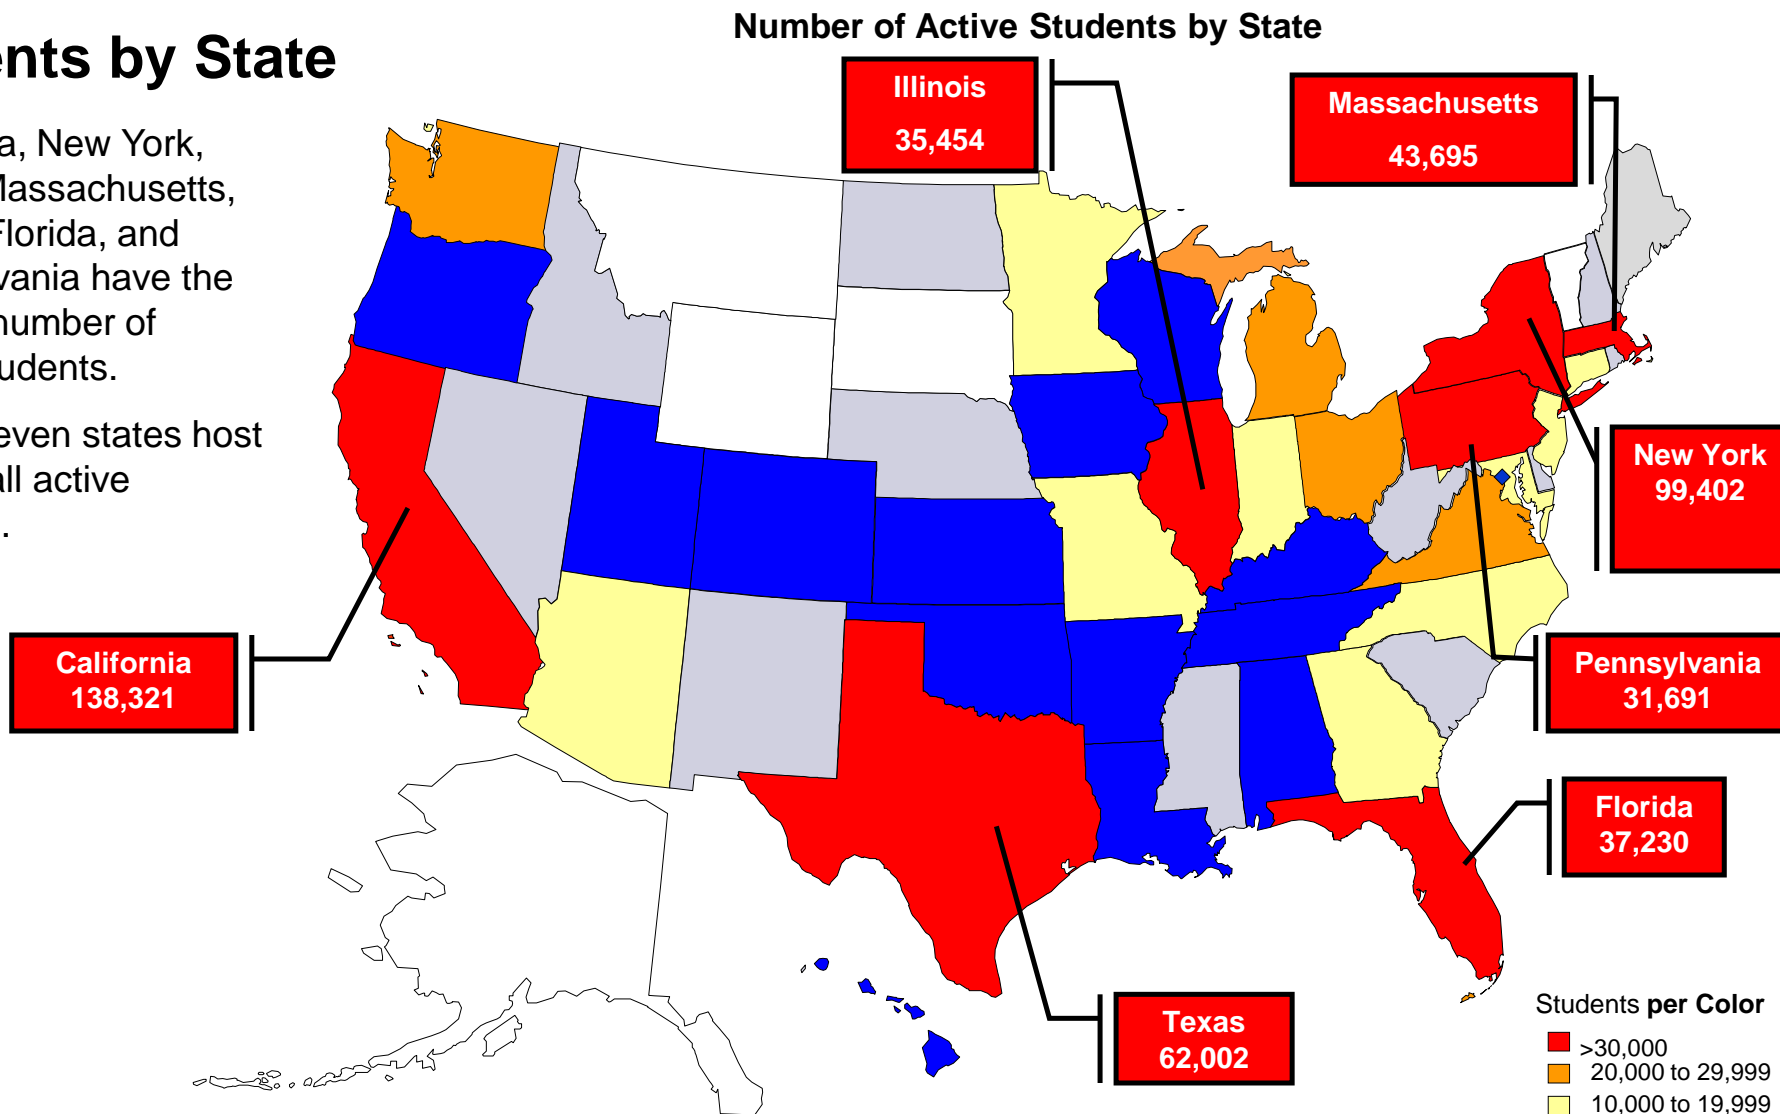 Number of Active Students by State
ents by State
a, New York,
Massachusetts,
Florida, and
vania have the
number of
udents.
even states host
all active
.
Illinois
35,454
Massachusetts
43,695
New York
99,402
California
138,321
Pennsylvania
31,691
Florida
37,230
Texas
62,002
Students per Color
>30,000
20,000 to 29,999
10,000 to 19,999